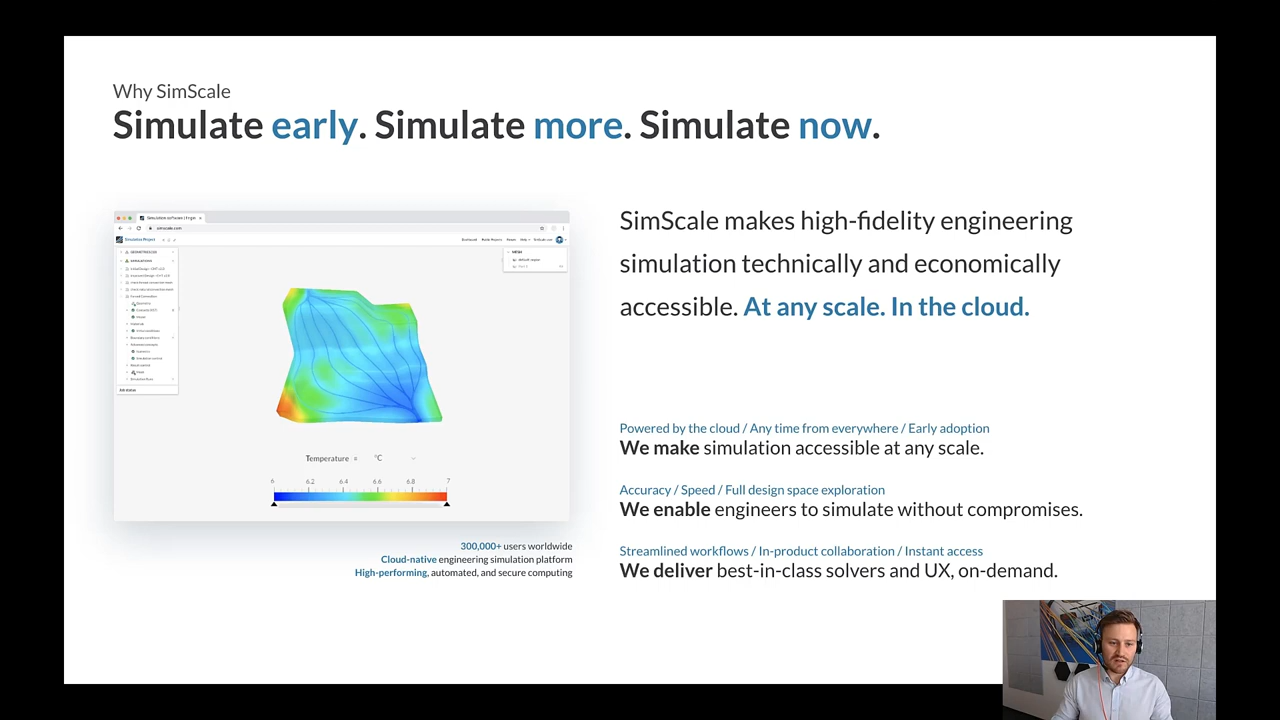 Why SimScale
Simulate early. Simulate more. Simulate now.
simscale.com
GEOMETRIES
SIMULATIONS
MESH
SimScale makes high-fidelity engineering
simulation technically and economically
accessible. At any scale. In the cloud.
Temperature °C
6 6.2 6.4 6.6 6.8 7
Powered by the cloud / Any time from everywhere / Early adoption
We make simulation accessible at any scale.
Accuracy / Speed / Full design space exploration
We enable engineers to simulate without compromises.
Streamlined workflows / In-product collaboration / Instant access
We deliver best-in-class solvers and UX, on-demand.
300,000+ users worldwide
Cloud-native engineering simulation platform
High-performing, automated, and secure computing